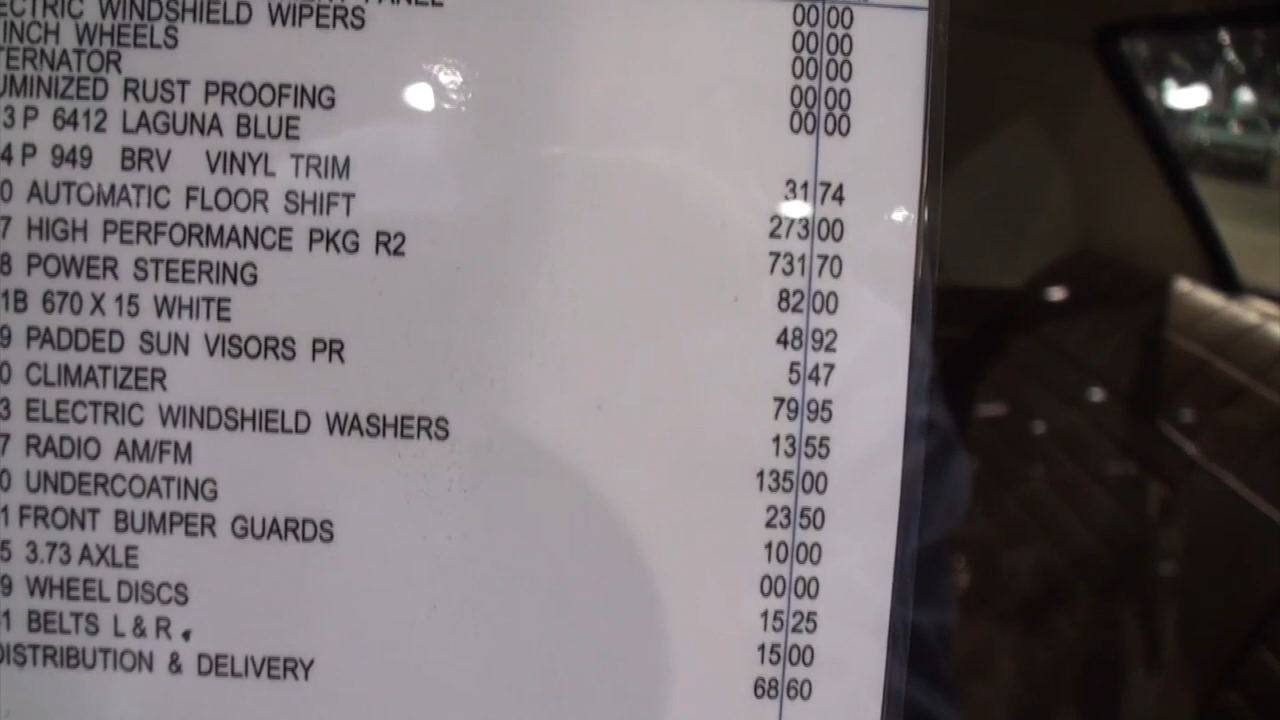 PANEL 00 00
ECTRIC WINDSHIELD WIPERS 00 00
INCH WHEELS 00 00
TERNATOR 00 00
UMINIZED RUST PROOFING 00 00
3 P 6412 LAGUNA BLUE
4 P 949 BRV VINYL TRIM 31 74
0 AUTOMATIC FLOOR SHIFT 273 00
7 HIGH PERFORMANCE PKG R2 731 70
8 POWER STEERING 82 00
1B 670 X 15 WHITE 48 92
9 PADDED SUN VISORS PR 5 47
0 CLIMATIZER 79 95
3 ELECTRIC WINDSHIELD WASHERS 13 55
7 RADIO AM/FM 135 00
0 UNDERCOATING 23 50
1 FRONT BUMPER GUARDS 10 00
5 3.73 AXLE 00 00
9 WHEEL DISCS 15 25
1 BELTS L & R 15 00
DISTRIBUTION & DELIVERY 68 60